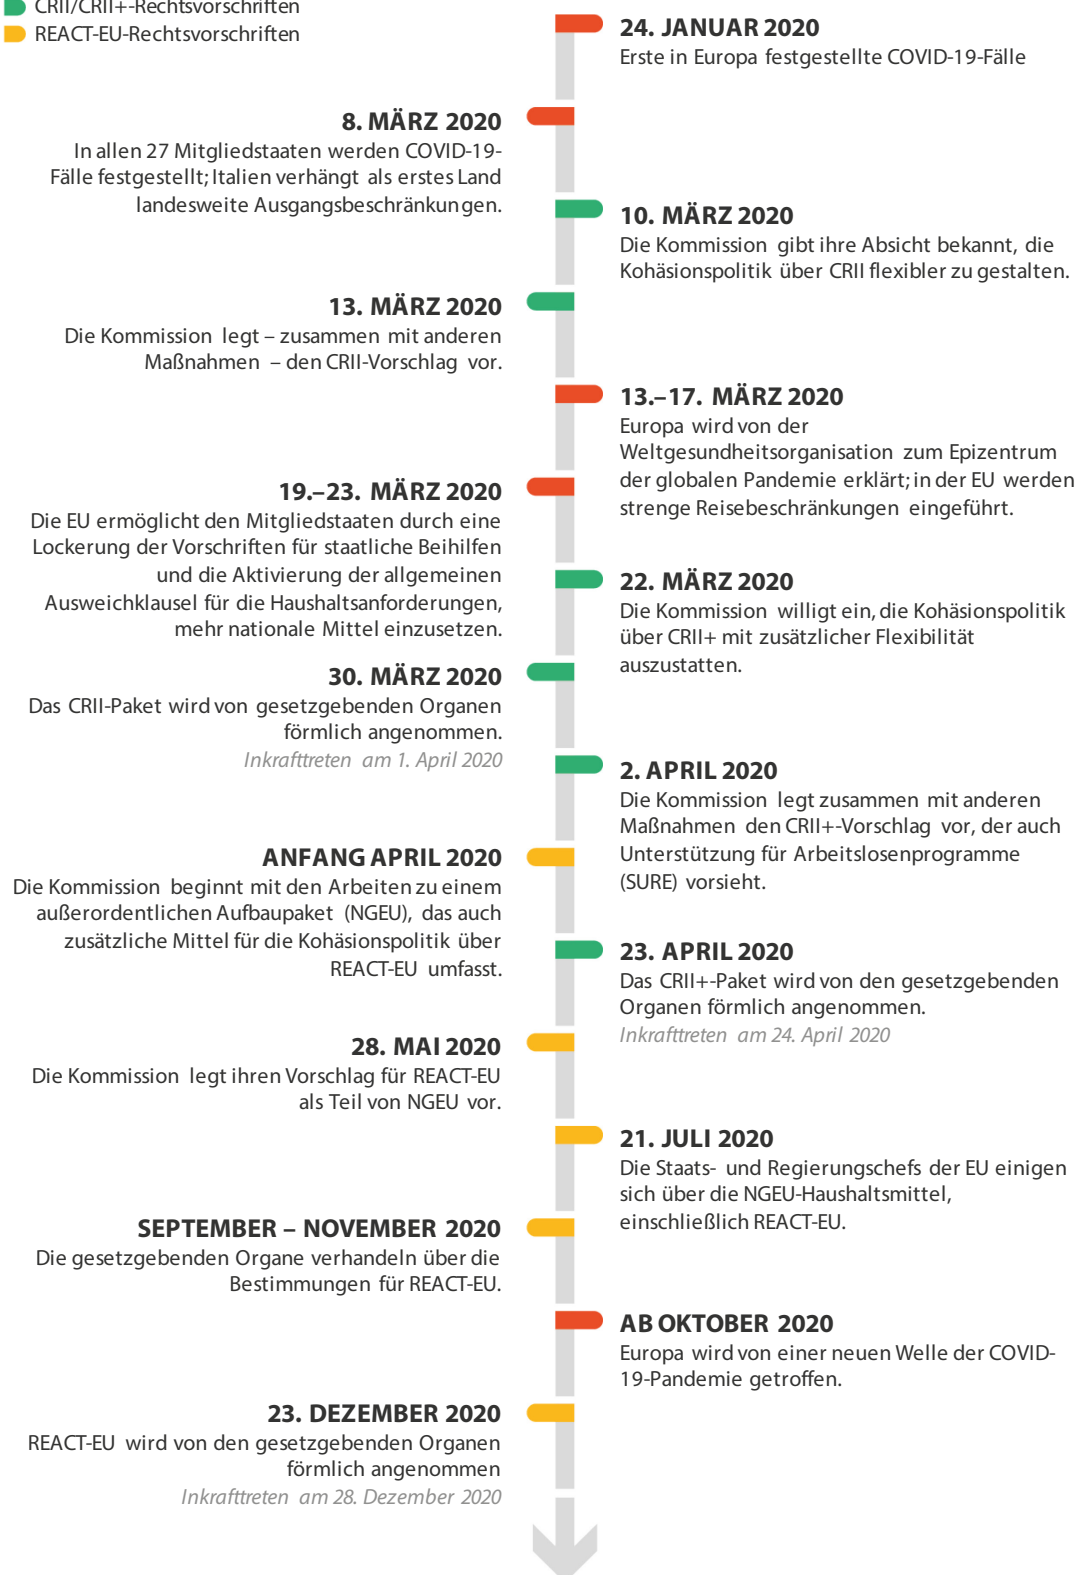 CRII/CRII+-Rechtsvorschriften
REACT-EU-Rechtsvorschriften
24. JANUAR 2020
Erste in Europa festgestellte COVID-19-Fälle
8. MÄRZ 2020
In allen 27 Mitgliedstaaten werden COVID-19-
Fälle festgestellt; Italien verhängt als erstes Land
landesweite Ausgangsbeschränkungen.
10. MÄRZ 2020
Die Kommission gibt ihre Absicht bekannt, die
Kohäsionspolitik über CRII flexibler zu gestalten.
13. MÄRZ 2020
Die Kommission legt – zusammen mit anderen
Maßnahmen – den CRII-Vorschlag vor.
13.–17. MÄRZ 2020
Europa wird von der
Weltgesundheitsorganisation zum Epizentrum
der globalen Pandemie erklärt; in der EU werden
strenge Reisebeschränkungen eingeführt.
19.–23. MÄRZ 2020
Die EU ermöglicht den Mitgliedstaaten durch eine
Lockerung der Vorschriften für staatliche Beihilfen
und die Aktivierung der allgemeinen
Ausweichklausel für die Haushaltsanforderungen,
mehr nationale Mittel einzusetzen.
22. MÄRZ 2020
Die Kommission willigt ein, die Kohäsionspolitik
über CRII+ mit zusätzlicher Flexibilität
auszustatten.
30. MÄRZ 2020
Das CRII-Paket wird von gesetzgebenden Organen
förmlich angenommen.
Inkrafttreten am 1. April 2020
2. APRIL 2020
Die Kommission legt zusammen mit anderen
Maßnahmen den CRII+-Vorschlag vor, der auch
Unterstützung für Arbeitslosenprogramme
(SURE) vorsieht.
ANFANG APRIL 2020
Die Kommission beginnt mit den Arbeiten zu einem
außerordentlichen Aufbaupaket (NGEU), das auch
zusätzliche Mittel für die Kohäsionspolitik über
REACT-EU umfasst.
23. APRIL 2020
Das CRII+-Paket wird von den gesetzgebenden
Organen förmlich angenommen.
Inkrafttreten am 24. April 2020
28. MAI 2020
Die Kommission legt ihren Vorschlag für REACT-EU
als Teil von NGEU vor.
21. JULI 2020
Die Staats- und Regierungschefs der EU einigen
sich über die NGEU-Haushaltsmittel,
einschließlich REACT-EU.
SEPTEMBER – NOVEMBER 2020
Die gesetzgebenden Organe verhandeln über die
Bestimmungen für REACT-EU.
AB OKTOBER 2020
Europa wird von einer neuen Welle der COVID-
19-Pandemie getroffen.
23. DEZEMBER 2020
REACT-EU wird von den gesetzgebenden Organen
förmlich angenommen
Inkrafttreten am 28. Dezember 2020